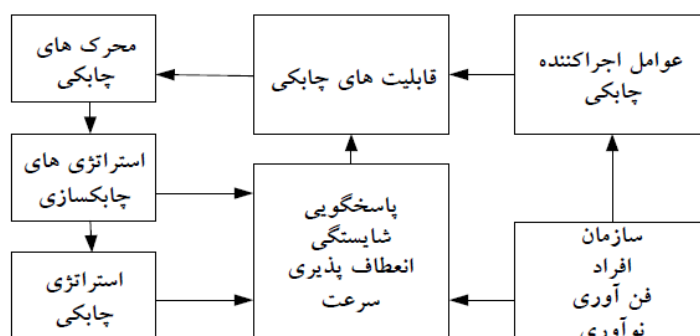 عوامل اجراکننده
چابکی
قابلیت های چابکی
محرک های
چابکی
استراتژی های
چابکسازی
پاسخگویی
شایستگی
انعطاف پذیری
سرعت
سازمان
افراد
فن آوری
نوآوری
استراتژی
چابکی